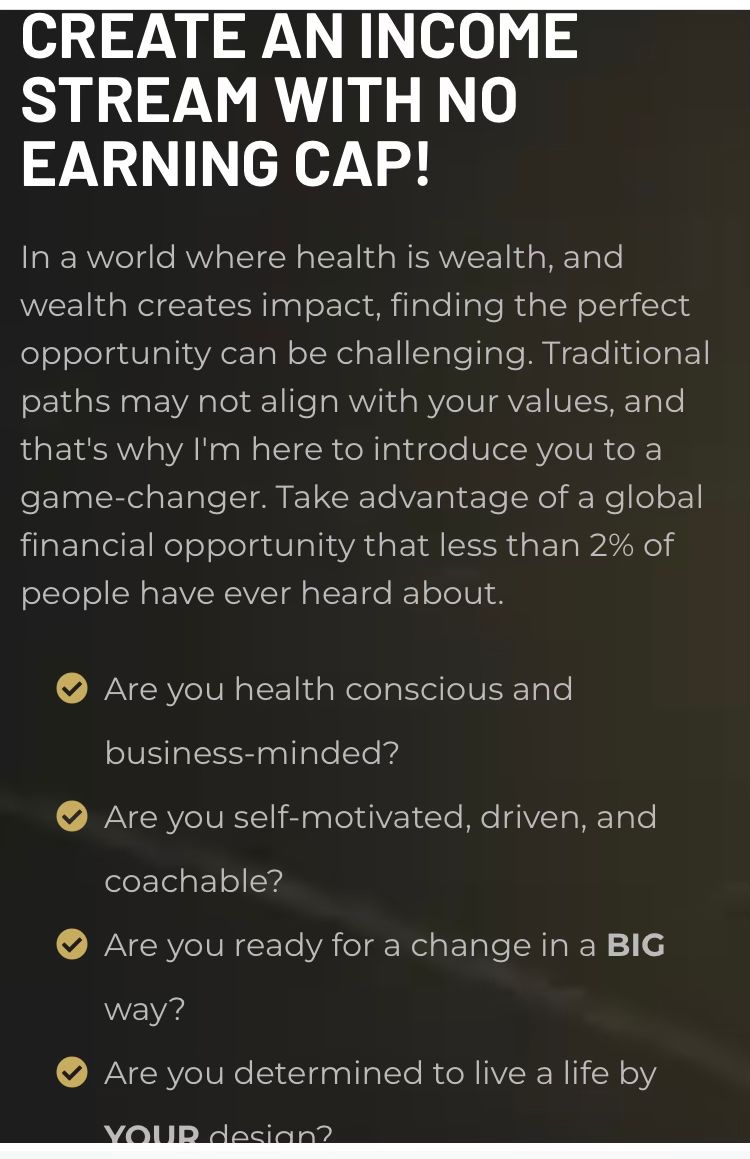 CREATE AN INCOME
STREAM WITH NO
EARNING CAP!
In a world where health is wealth, and
wealth creates impact, finding the perfect
opportunity can be challenging. Traditional
paths may not align with your values, and
that's why I'm here to introduce you to a
game-changer. Take advantage of a global
financial opportunity that less than 2% of
people have ever heard about.
Are you health conscious and
business-minded?
Are you self-motivated, driven, and
coachable?
Are you ready for a change in a BIG
way?
Are you determined to live a life by
YOUR design?